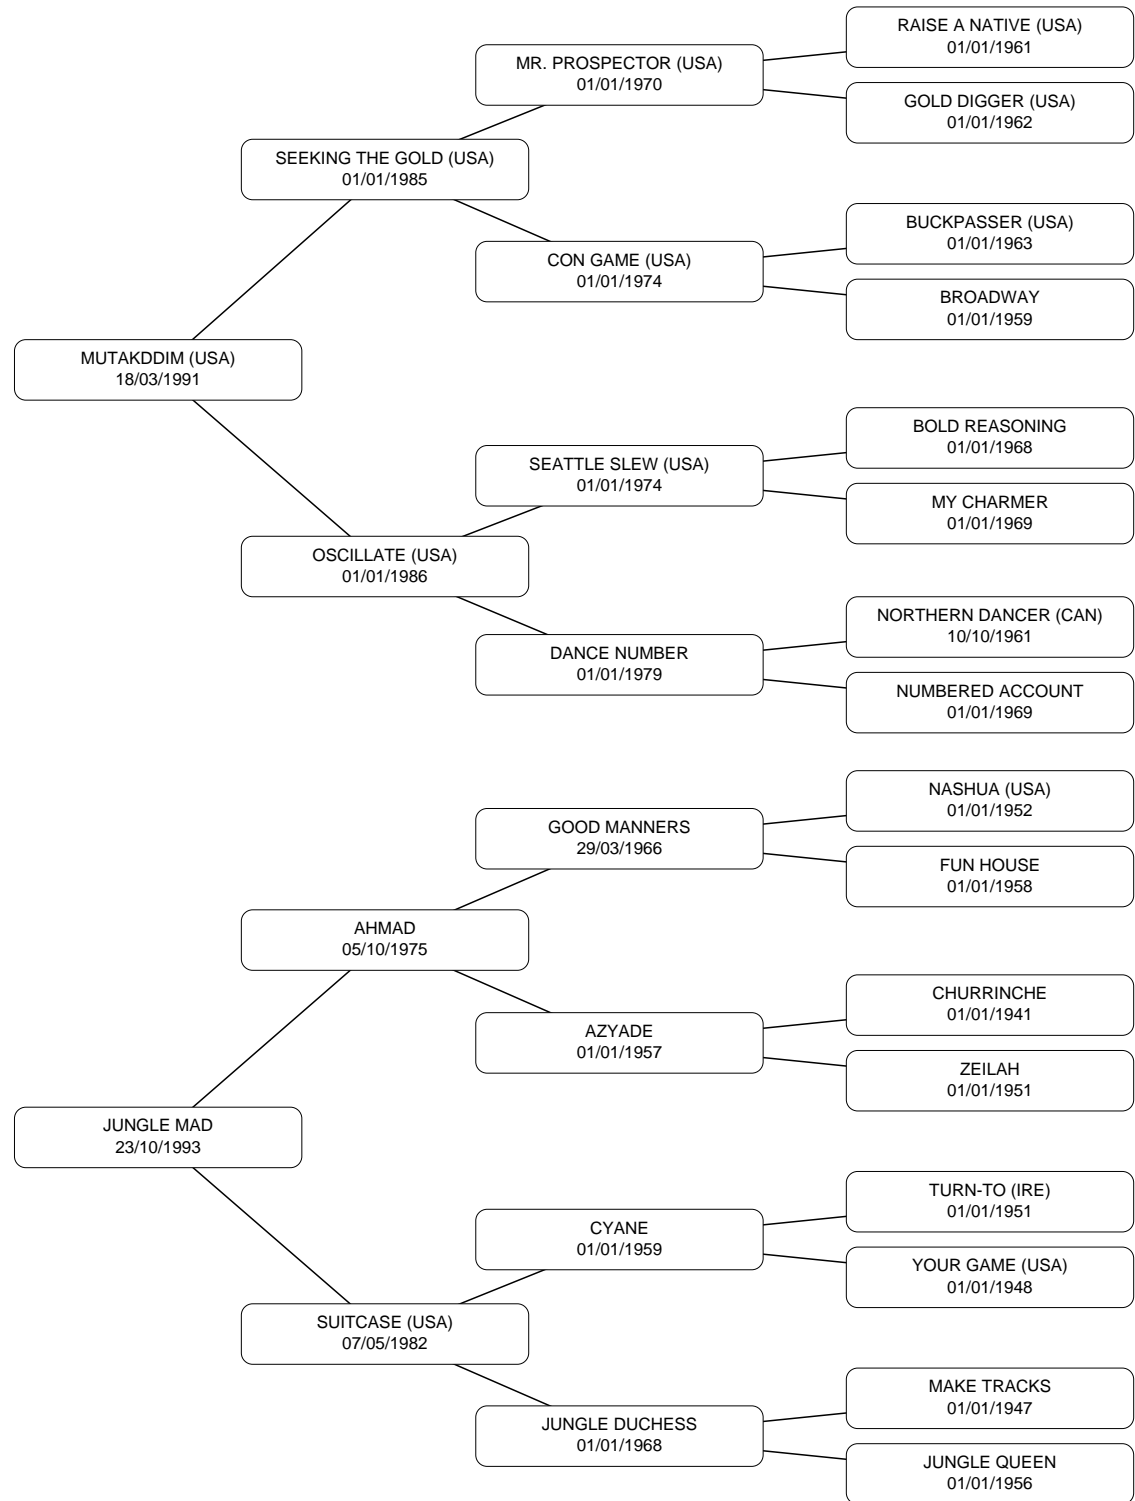 RAISE A NATIVE (USA)
01/01/1961
MR. PROSPECTOR (USA)
01/01/1970
GOLD DIGGER (USA)
01/01/1962
SEEKING THE GOLD (USA)
01/01/1985
BUCKPASSER (USA)
01/01/1963
CON GAME (USA)
01/01/1974
BROADWAY
01/01/1959
MUTAKDDIM (USA)
18/03/1991
BOLD REASONING
01/01/1968
SEATTLE SLEW (USA)
01/01/1974
MY CHARMER
01/01/1969
OSCILLATE (USA)
01/01/1986
NORTHERN DANCER (CAN)
10/10/1961
DANCE NUMBER
01/01/1979
NUMBERED ACCOUNT
01/01/1969
NASHUA (USA)
01/01/1952
GOOD MANNERS
29/03/1966
FUN HOUSE
01/01/1958
AHMAD
05/10/1975
CHURRINCHE
01/01/1941
AZYADE
01/01/1957
ZEILAH
01/01/1951
JUNGLE MAD
23/10/1993
TURN-TO (IRE)
01/01/1951
CYANE
01/01/1959
YOUR GAME (USA)
01/01/1948
SUITCASE (USA)
07/05/1982
MAKE TRACKS
01/01/1947
JUNGLE DUCHESS
01/01/1968
JUNGLE QUEEN
01/01/1956